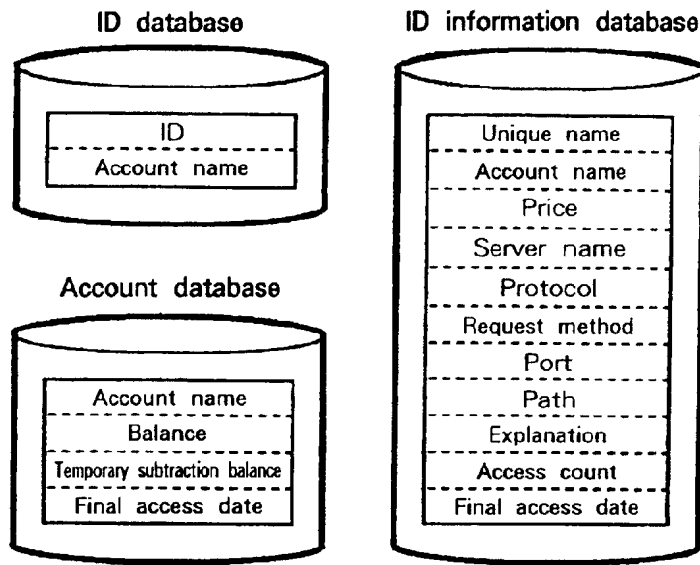 ID database
ID
Account name
Account database
Account name
Balance
Temporary subtraction balance
Final access date
ID information database
Unique name
Account name
Price
Server name
Protocol
Request method
Port
Path
Explanation
Access count
Final access date